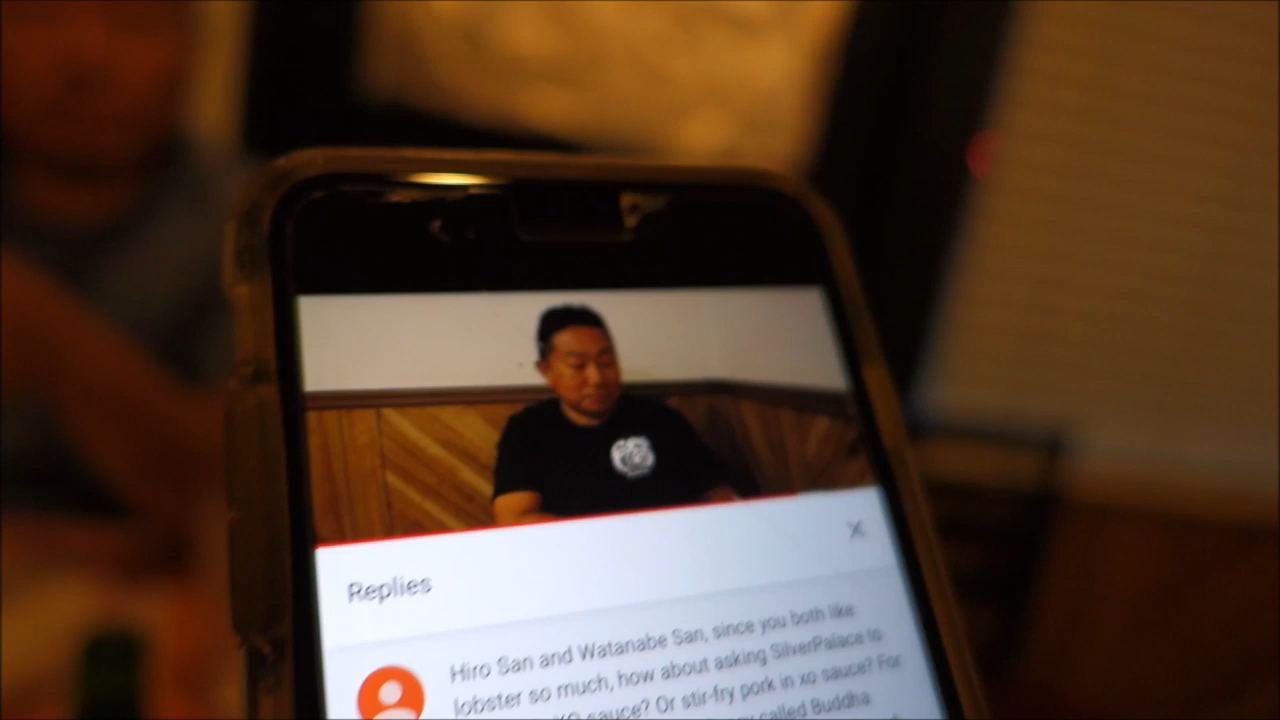 Replies
Hiro San and Watanabe San, since you both like
lobster so much, how about asking SilverPalace to
XO sauce? Or stir-fry pork in xo sauce? For
called Buddha